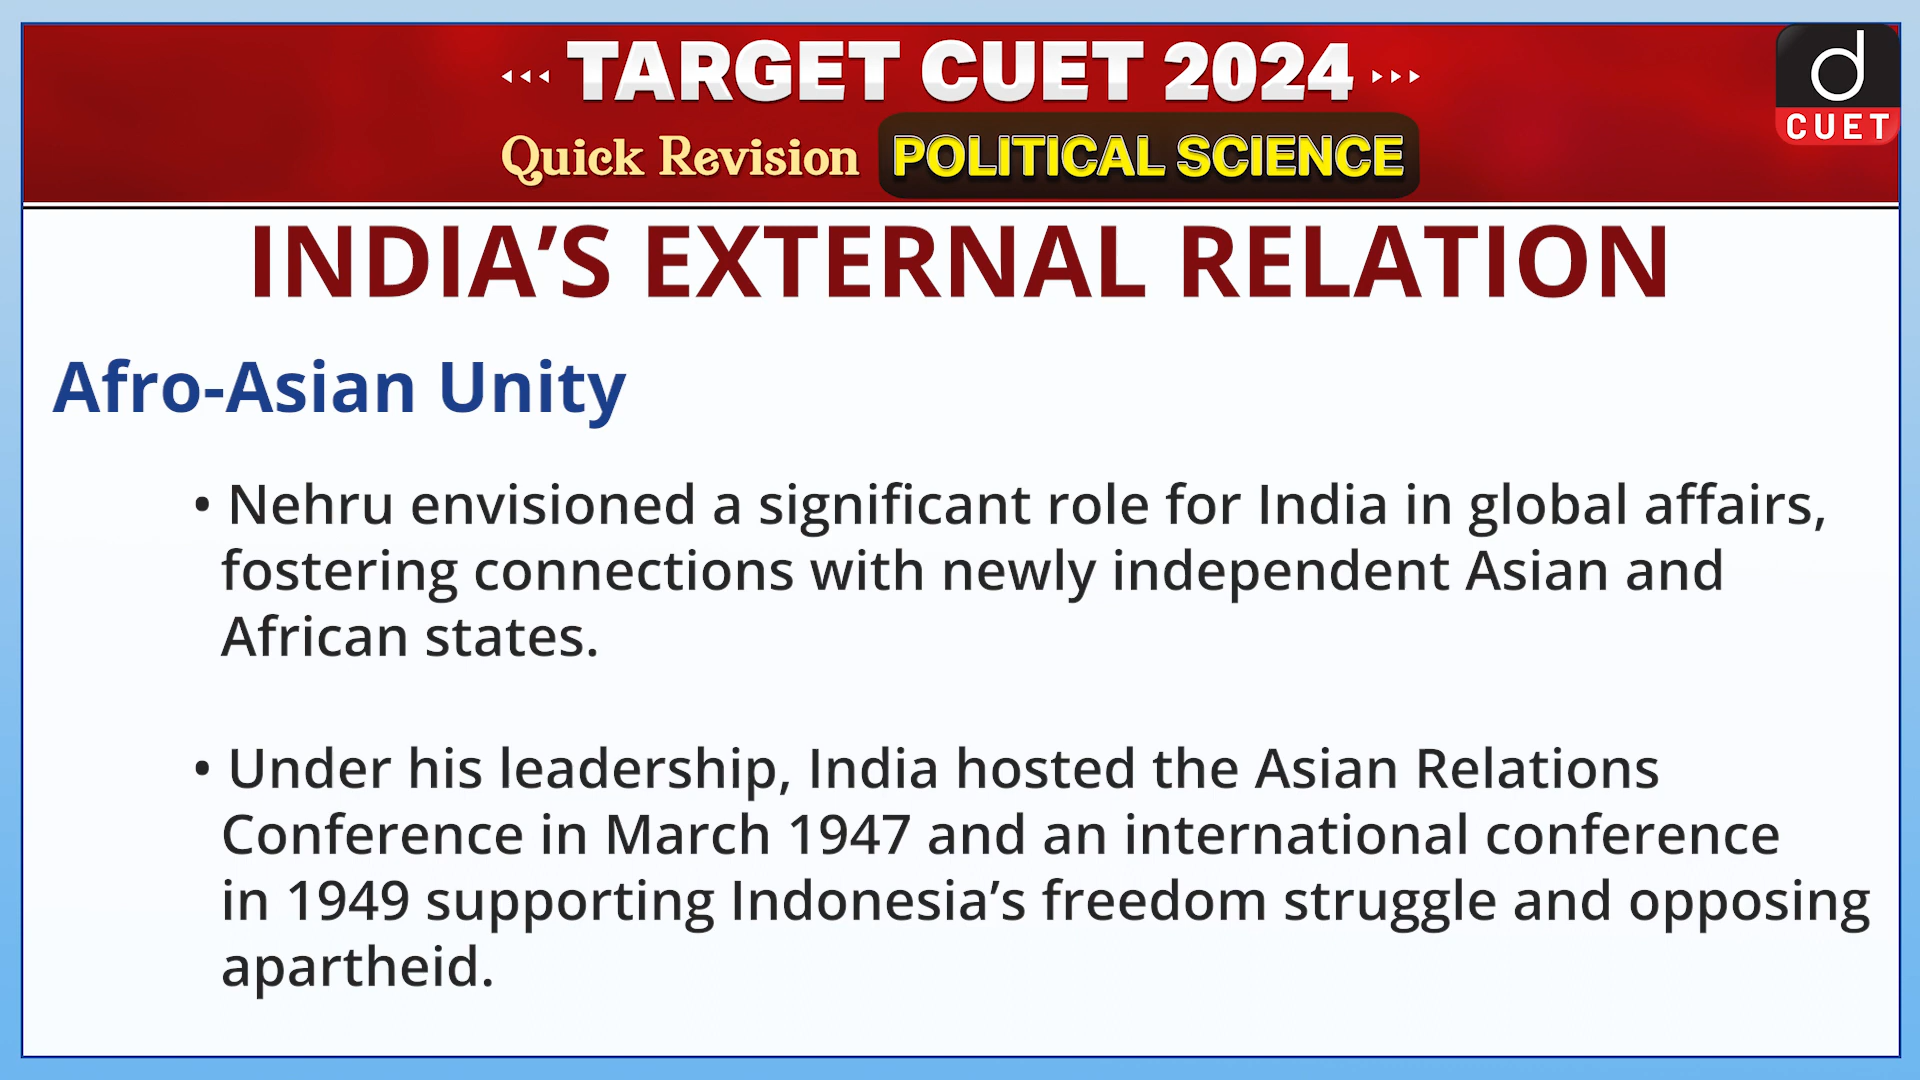 TARGET CUET 2024
d
CUET
Quick Revision POLITICAL SCIENCE
INDIA’S EXTERNAL RELATION
Afro-Asian Unity
• Nehru envisioned a significant role for India in global affairs,
fostering connections with newly independent Asian and
African states.
• Under his leadership, India hosted the Asian Relations
Conference in March 1947 and an international conference
in 1949 supporting Indonesia’s freedom struggle and opposing
apartheid.